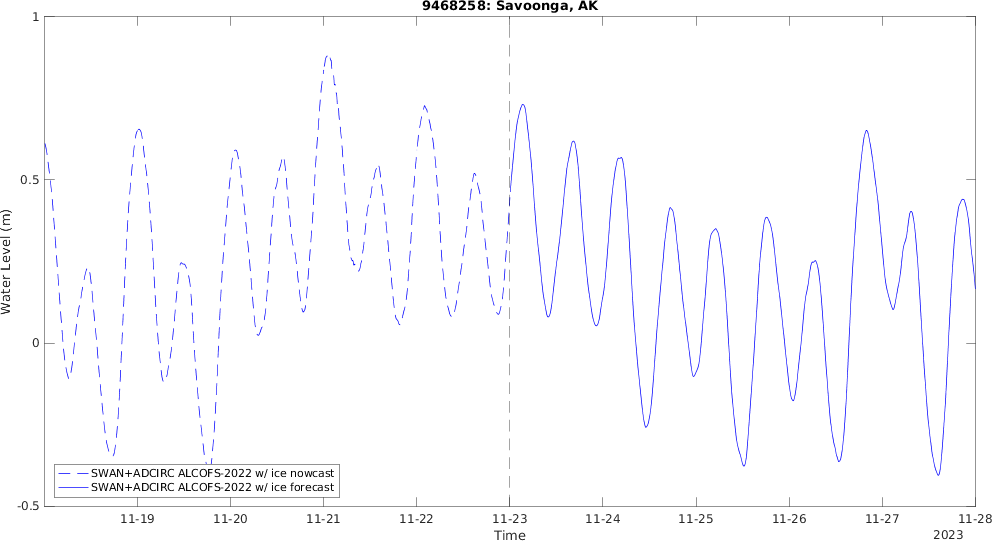 9468258: Savoonga, AK
1
0.5
0
-0.5
Water Level (m)
SWAN+ADCIRC ALCOFS-2022 w/ ice nowcast
SWAN+ADCIRC ALCOFS-2022 w/ ice forecast
11-19 11-20 11-21 11-22 11-23 11-24 11-25 11-26 11-27 11-28
Time
2023